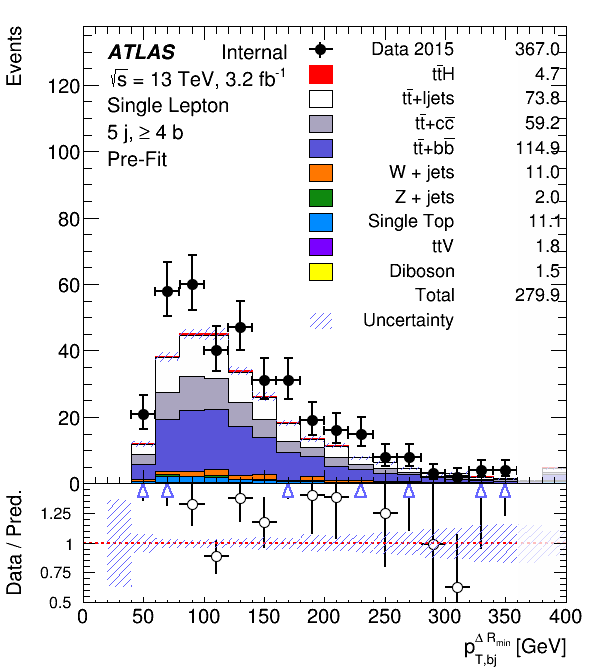 Events
ATLAS Internal
√s = 13 TeV, 3.2 fb⁻¹
Single Lepton
5 j, ≥ 4 b
Pre-Fit
Data 2015 367.0
tt̄H 4.7
tt̄+ljets 73.8
tt̄+cc̄ 59.2
tt̄+bb̄ 114.9
W + jets 11.0
Z + jets 2.0
Single Top 11.1
ttV 1.8
Diboson 1.5
Total 279.9
Uncertainty
120
100
80
60
40
20
0
Data / Pred.
1.25
1
0.75
0.5
0 50 100 150 200 250 300 350 400
p_{T,bj}^{Δ R_{min}} [GeV]